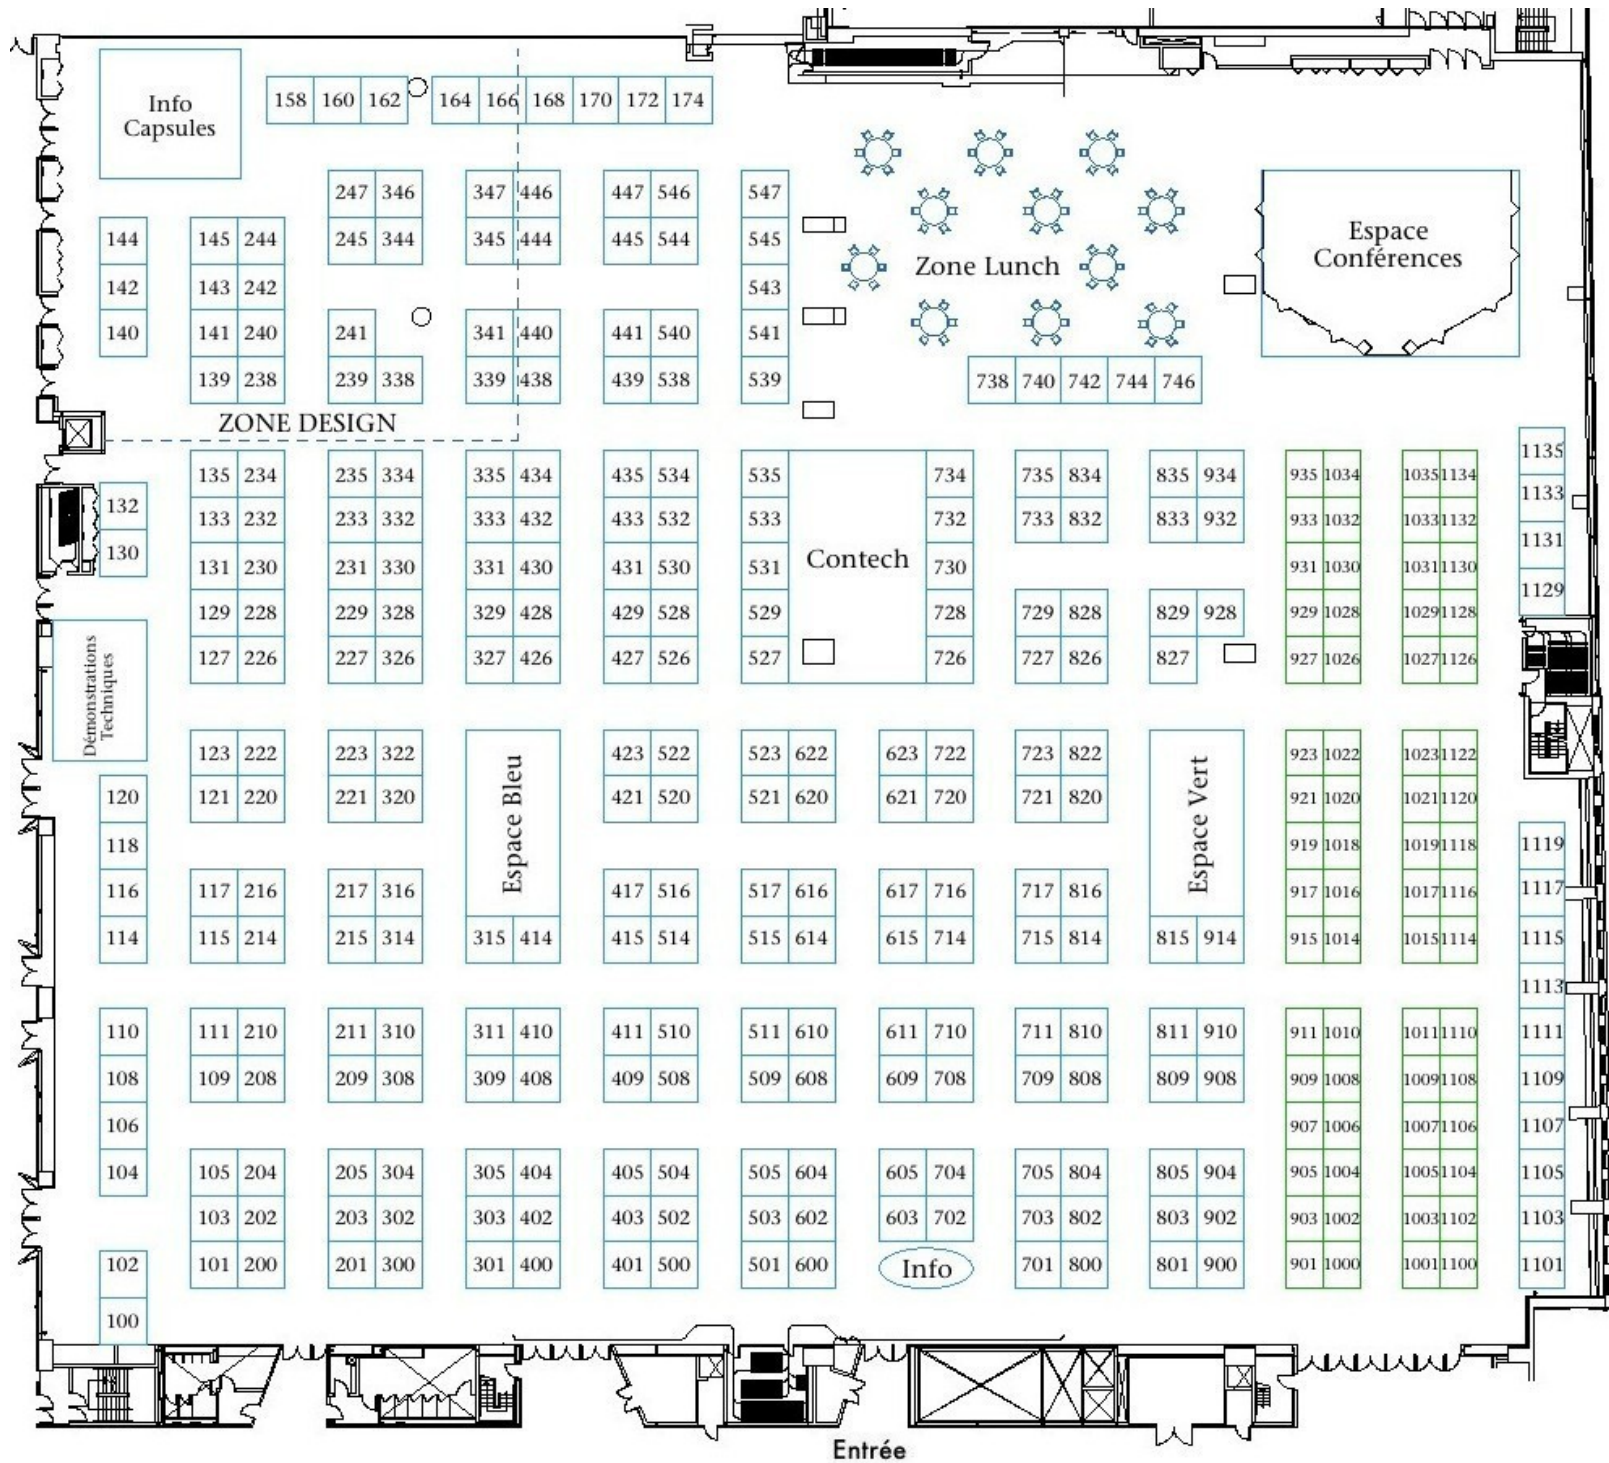 Info
Capsules
158 160 162 164 166 168 170 172 174
247 346 347 446 447 546 547
144 145 244 245 344 345 444 445 544 545
Espace
Conférences
Zone Lunch
142 143 242 543
140 141 240 241 341 440 441 540 541
139 238 239 338 339 438 439 538 539 738 740 742 744 746
ZONE DESIGN
1135
135 234 235 334 335 434 435 534 535 734 735 834 835 934 935 1034 1035 1134
1133
132
133 232 233 332 333 432 433 532 533 732 733 832 833 932 933 1032 1033 1132
1131
130
Contech
131 230 231 330 331 430 431 530 531 730 931 1030 1031 1130
1129
129 228 229 328 329 428 429 528 529 728 729 828 829 928 929 1028 1029 1128
127 226 227 326 327 426 427 526 527 726 727 826 827 927 1026 1027 1126
Démonstrations
Techniques
123 222 223 322 423 522 523 622 623 722 723 822 923 1022 1023 1122
120 121 220 221 320 421 520 521 620 621 720 721 820 921 1020 1021 1120
Espace Bleu
Espace Vert
118 919 1018 1019 1118 1119
116 117 216 217 316 417 516 517 616 617 716 717 816 917 1016 1017 1116 1117
114 115 214 215 314 315 414 415 514 515 614 615 714 715 814 815 914 915 1014 1015 1114 1115
1113
110 111 210 211 310 311 410 411 510 511 610 611 710 711 810 811 910 911 1010 1011 1110 1111
108 109 208 209 308 309 408 409 508 509 608 609 708 709 808 809 908 909 1008 1009 1108 1109
106 907 1006 1007 1106 1107
104 105 204 205 304 305 404 405 504 505 604 605 704 705 804 805 904 905 1004 1005 1104 1105
103 202 203 302 303 402 403 502 503 602 603 702 703 802 803 902 903 1002 1003 1102 1103
102 101 200 201 300 301 400 401 500 501 600 Info 701 800 801 900 901 1000 1001 1100 1101
100
Entrée